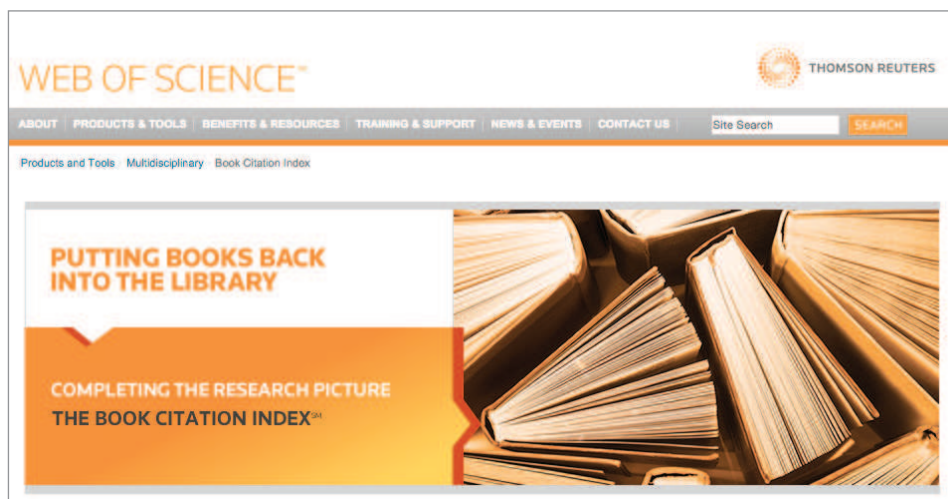 WEB OF SCIENCE™
THOMSON REUTERS
ABOUT PRODUCTS & TOOLS BENEFITS & RESOURCES TRAINING & SUPPORT NEWS & EVENTS CONTACT US Site Search SEARCH
Products and Tools Multidisciplinary Book Citation Index
PUTTING BOOKS BACK
INTO THE LIBRARY
COMPLETING THE RESEARCH PICTURE
THE BOOK CITATION INDEX℠